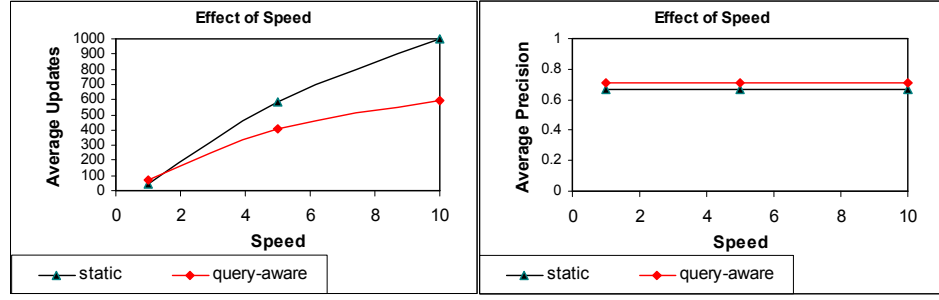 Effect of Speed
Average Updates
1000
900
800
700
600
500
400
300
200
100
0
0 2 4 6 8 10
Speed
static query-aware
Effect of Speed
Average Precision
1
0.8
0.6
0.4
0.2
0
0 2 4 6 8 10
Speed
static query-aware